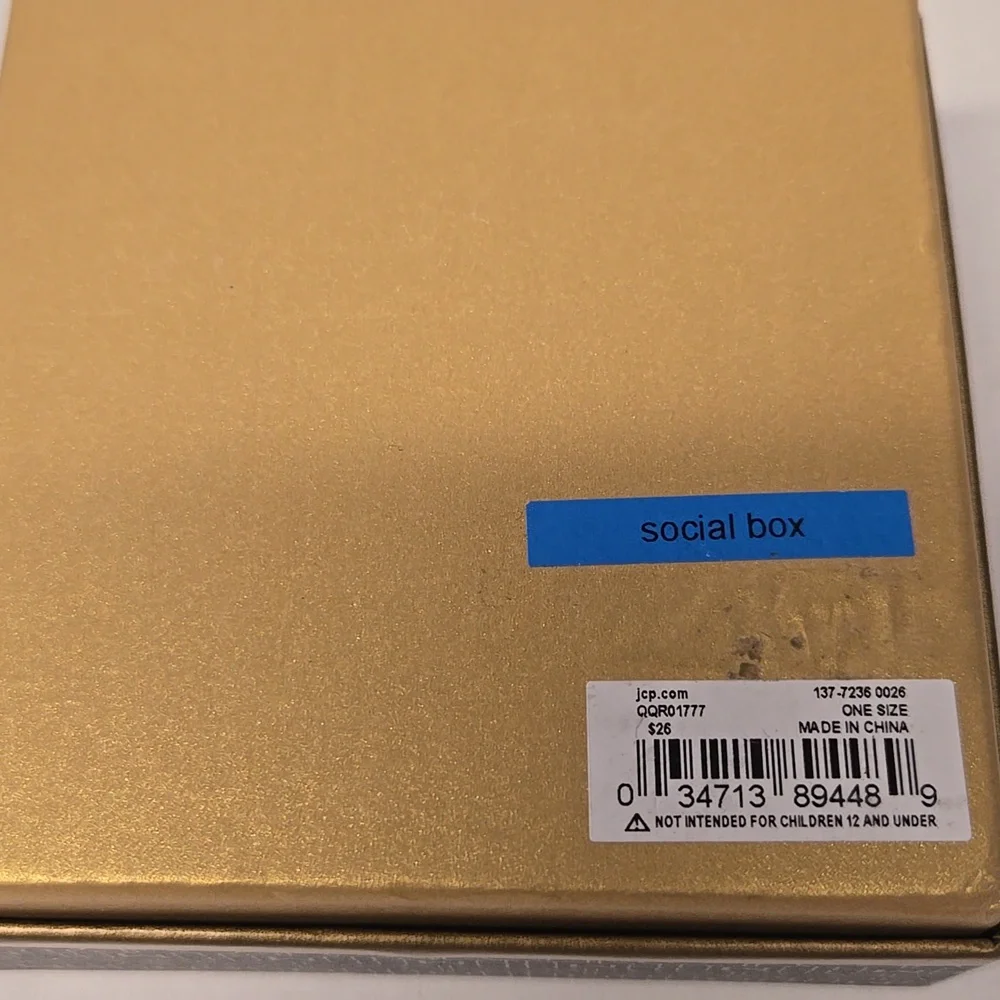 social box
jcp.com 137-7236 0026
QQR01777 ONE SIZE
$26 MADE IN CHINA
0 34713 89448 9
NOT INTENDED FOR CHILDREN 12 AND UNDER